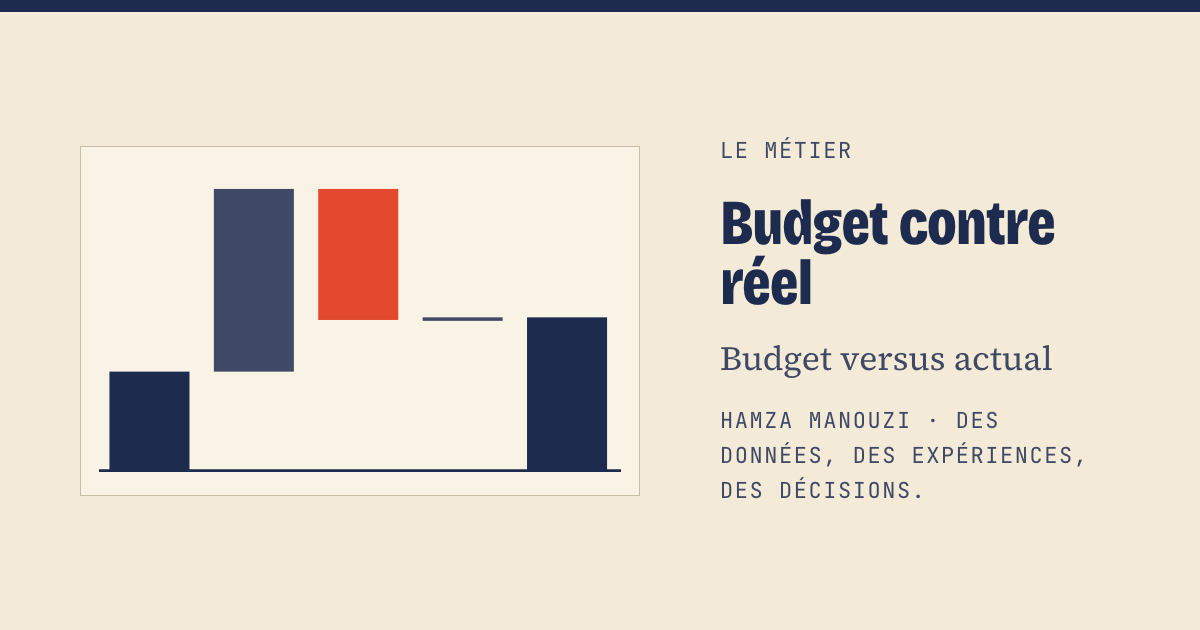 LE MÉTIER
Budget contre
réel
Budget versus actual
HAMZA MANOUZI · DES
DONNÉES, DES EXPÉRIENCES,
DES DÉCISIONS.